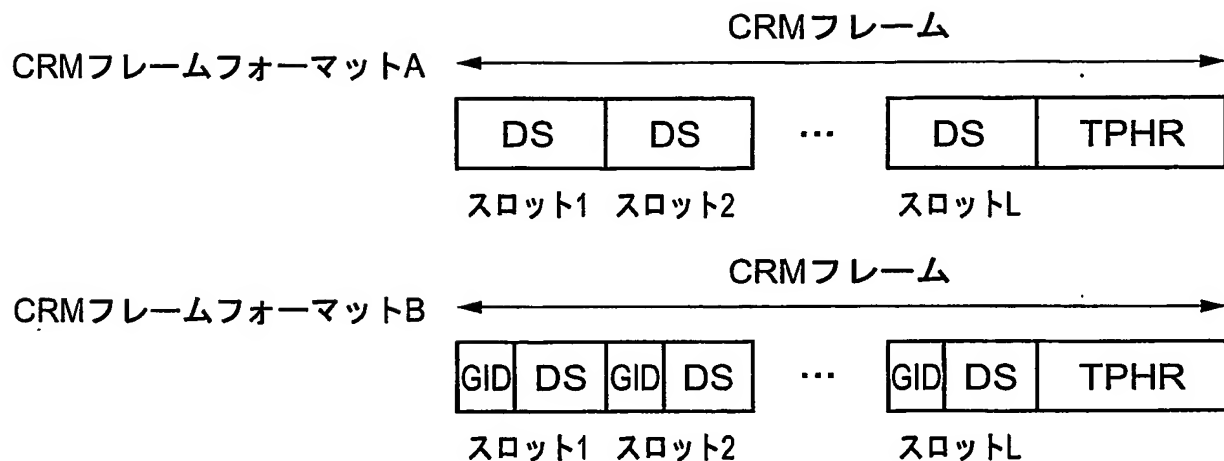 CRMフレーム
CRMフレームフォーマットA
DS DS … DS TPHR
スロット1 スロット2 スロットL
CRMフレーム
CRMフレームフォーマットB
GID DS GID DS … GID DS TPHR
スロット1 スロット2 スロットL